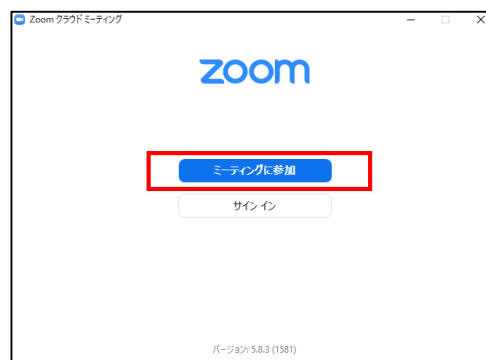 Zoom クラウド ミーティング
zoom
ミーティングに参加
サイン イン
バージョン: 5.8.3 (1581)